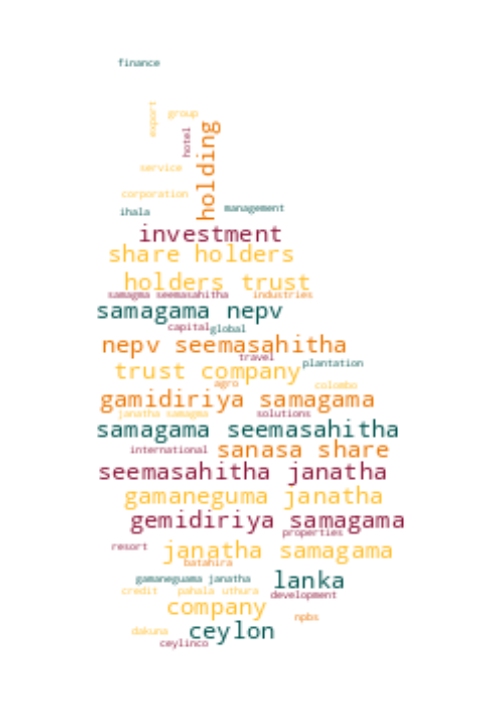 finance
export
group
hotel
holding
service
corporation
ihala
management
investment
share holders
holders trust
samagma seemasahitha
industries
samagama nepv
capital
global
nepv seemasahitha
travel
trust company
plantation
agro
colombo
gamidiriya samagama
janatha samagma
solutions
samagama seemasahitha
international
sanasa share
seemasahitha janatha
gamaneguma janatha
gemidiriya samagama
properties
resort
janatha samagama
batahira
gamaneguama janatha
lanka
credit
pahala uthura
development
company
npbs
dakuna
ceylon
ceylinco